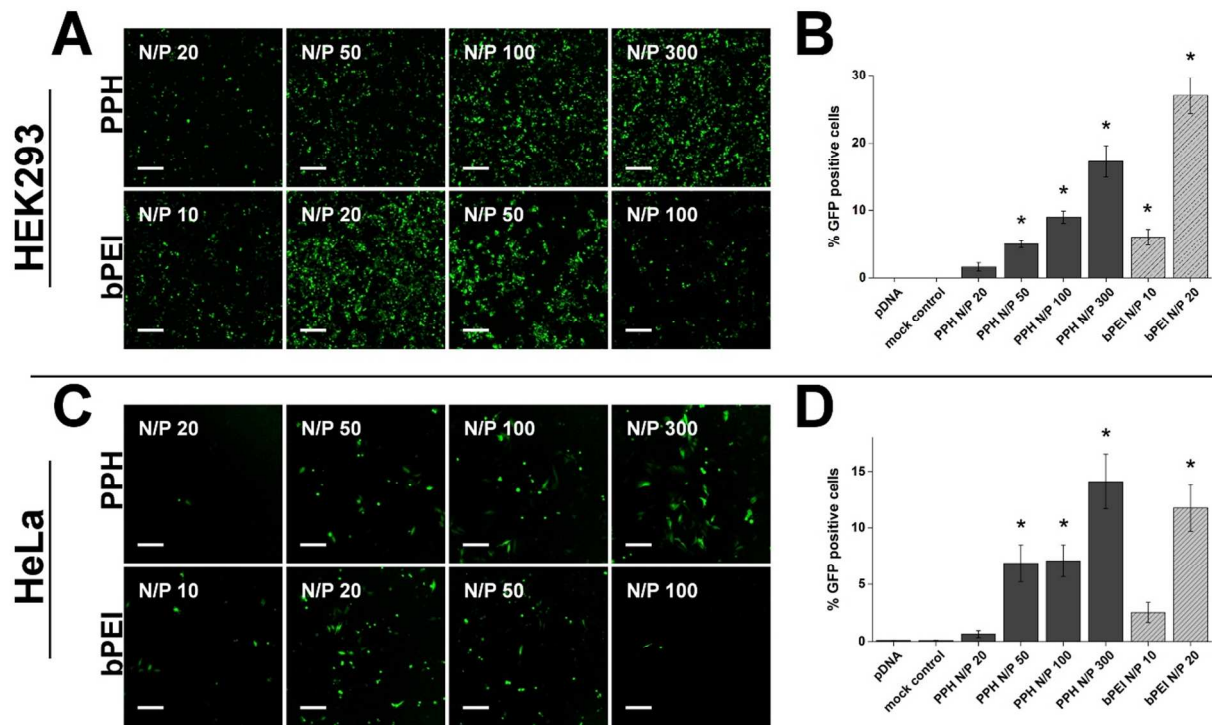 A
HEK293
PPH
N/P 20
N/P 50
N/P 100
N/P 300
bPEI
N/P 10
N/P 20
N/P 50
N/P 100
B
% GFP positive cells
30
20
10
0
*
*
*
*
*
pDNA
mock control
PPH N/P 20
PPH N/P 50
PPH N/P 100
PPH N/P 300
bPEI N/P 10
bPEI N/P 20
C
HeLa
PPH
N/P 20
N/P 50
N/P 100
N/P 300
bPEI
N/P 10
N/P 20
N/P 50
N/P 100
D
% GFP positive cells
15
10
5
0
*
*
*
*
pDNA
mock control
PPH N/P 20
PPH N/P 50
PPH N/P 100
PPH N/P 300
bPEI N/P 10
bPEI N/P 20